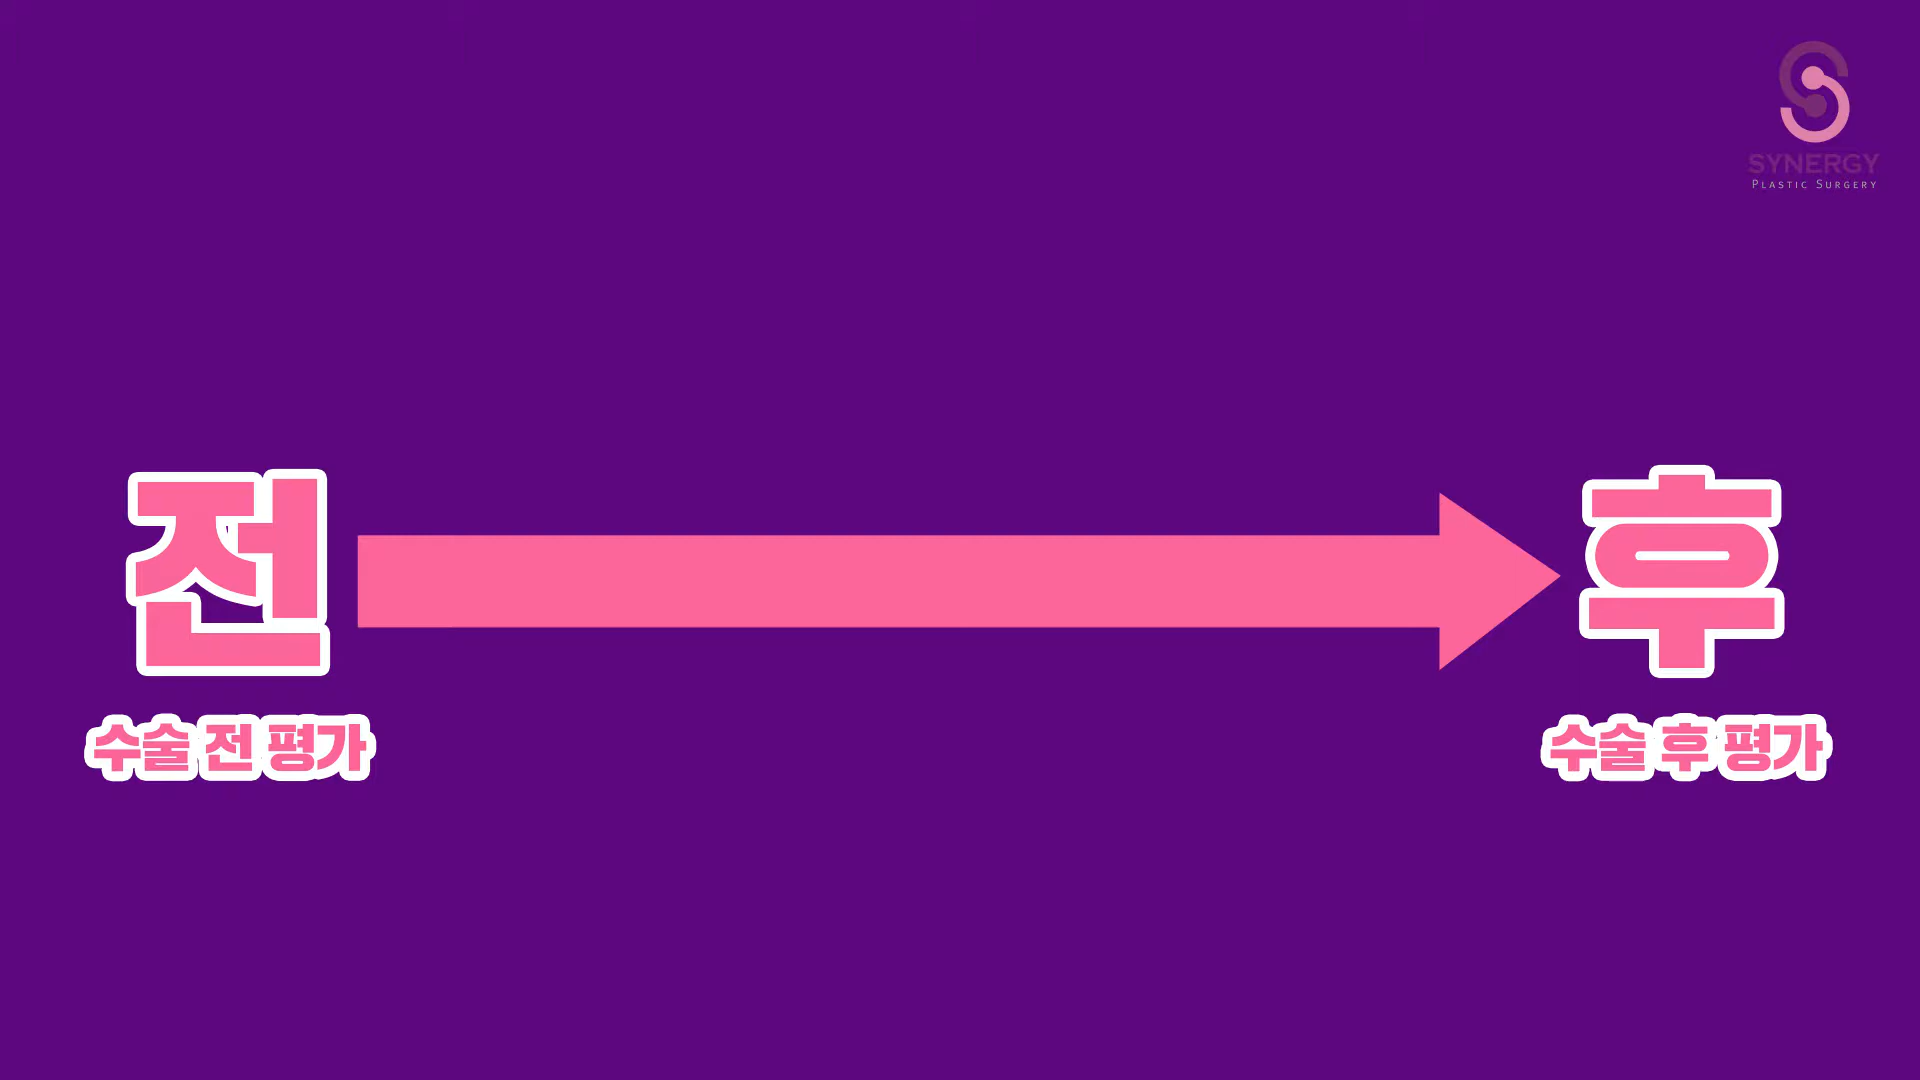 SYNERGY
PLASTIC SURGERY
전
후
수술 전 평가
수술 후 평가